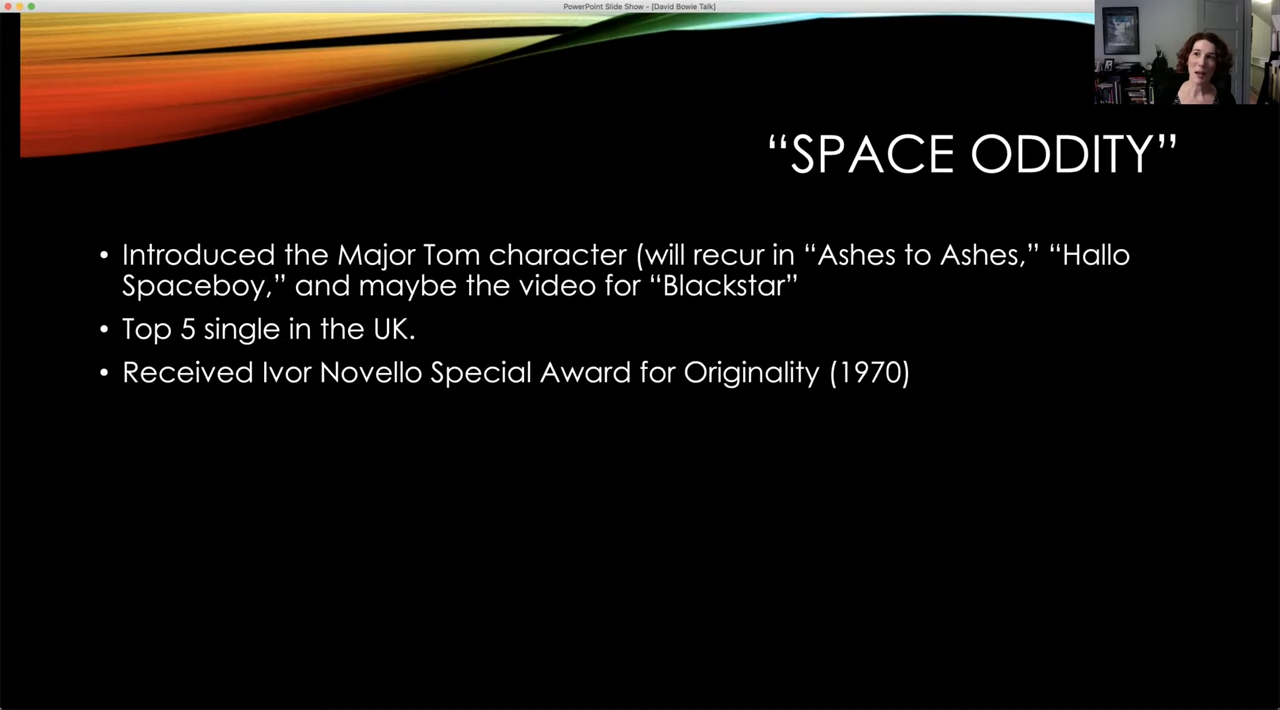 PowerPoint Slide Show - [David Bowie Talk]
“SPACE ODDITY”
• Introduced the Major Tom character (will recur in “Ashes to Ashes,” “Hallo
Spaceboy,” and maybe the video for “Blackstar”
• Top 5 single in the UK.
• Received Ivor Novello Special Award for Originality (1970)